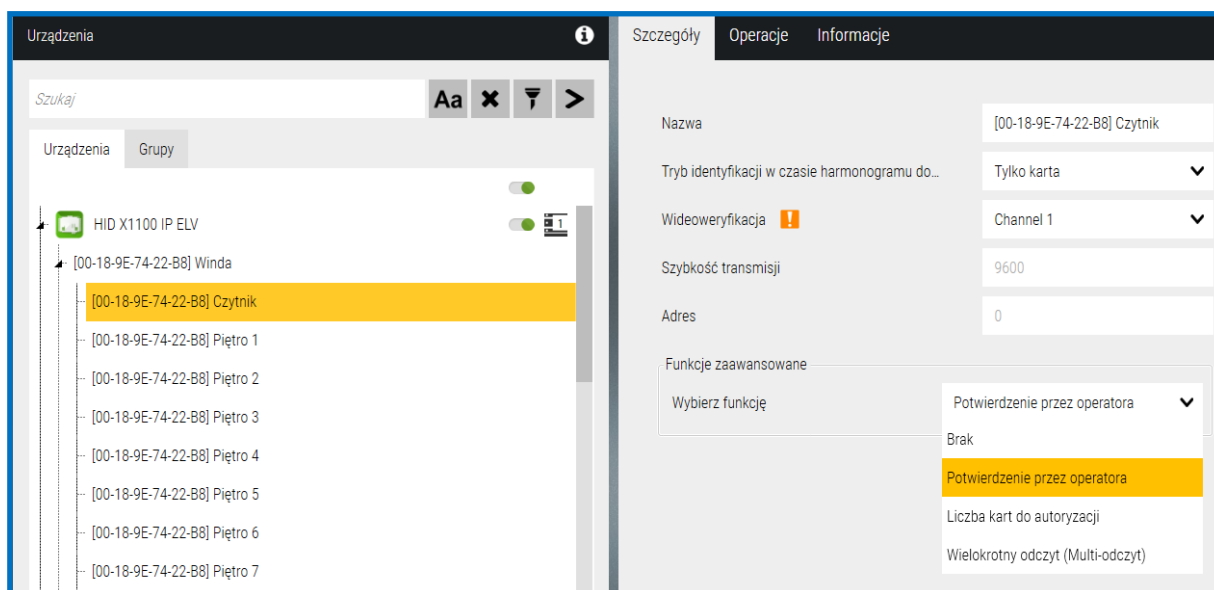 Urządzenia
Szukaj
Aa
Urządzenia Grupy
HID X1100 IP ELV 1
[00-18-9E-74-22-B8] Winda
[00-18-9E-74-22-B8] Czytnik
[00-18-9E-74-22-B8] Piętro 1
[00-18-9E-74-22-B8] Piętro 2
[00-18-9E-74-22-B8] Piętro 3
[00-18-9E-74-22-B8] Piętro 4
[00-18-9E-74-22-B8] Piętro 5
[00-18-9E-74-22-B8] Piętro 6
[00-18-9E-74-22-B8] Piętro 7
Szczegóły Operacje Informacje
Nazwa [00-18-9E-74-22-B8] Czytnik
Tryb identyfikacji w czasie harmonogramu do... Tylko karta
Wideoweryfikacja Channel 1
Szybkość transmisji 9600
Adres 0
Funkcje zaawansowane
Wybierz funkcję Potwierdzenie przez operatora
Brak
Potwierdzenie przez operatora
Liczba kart do autoryzacji
Wielokrotny odczyt (Multi-odczyt)